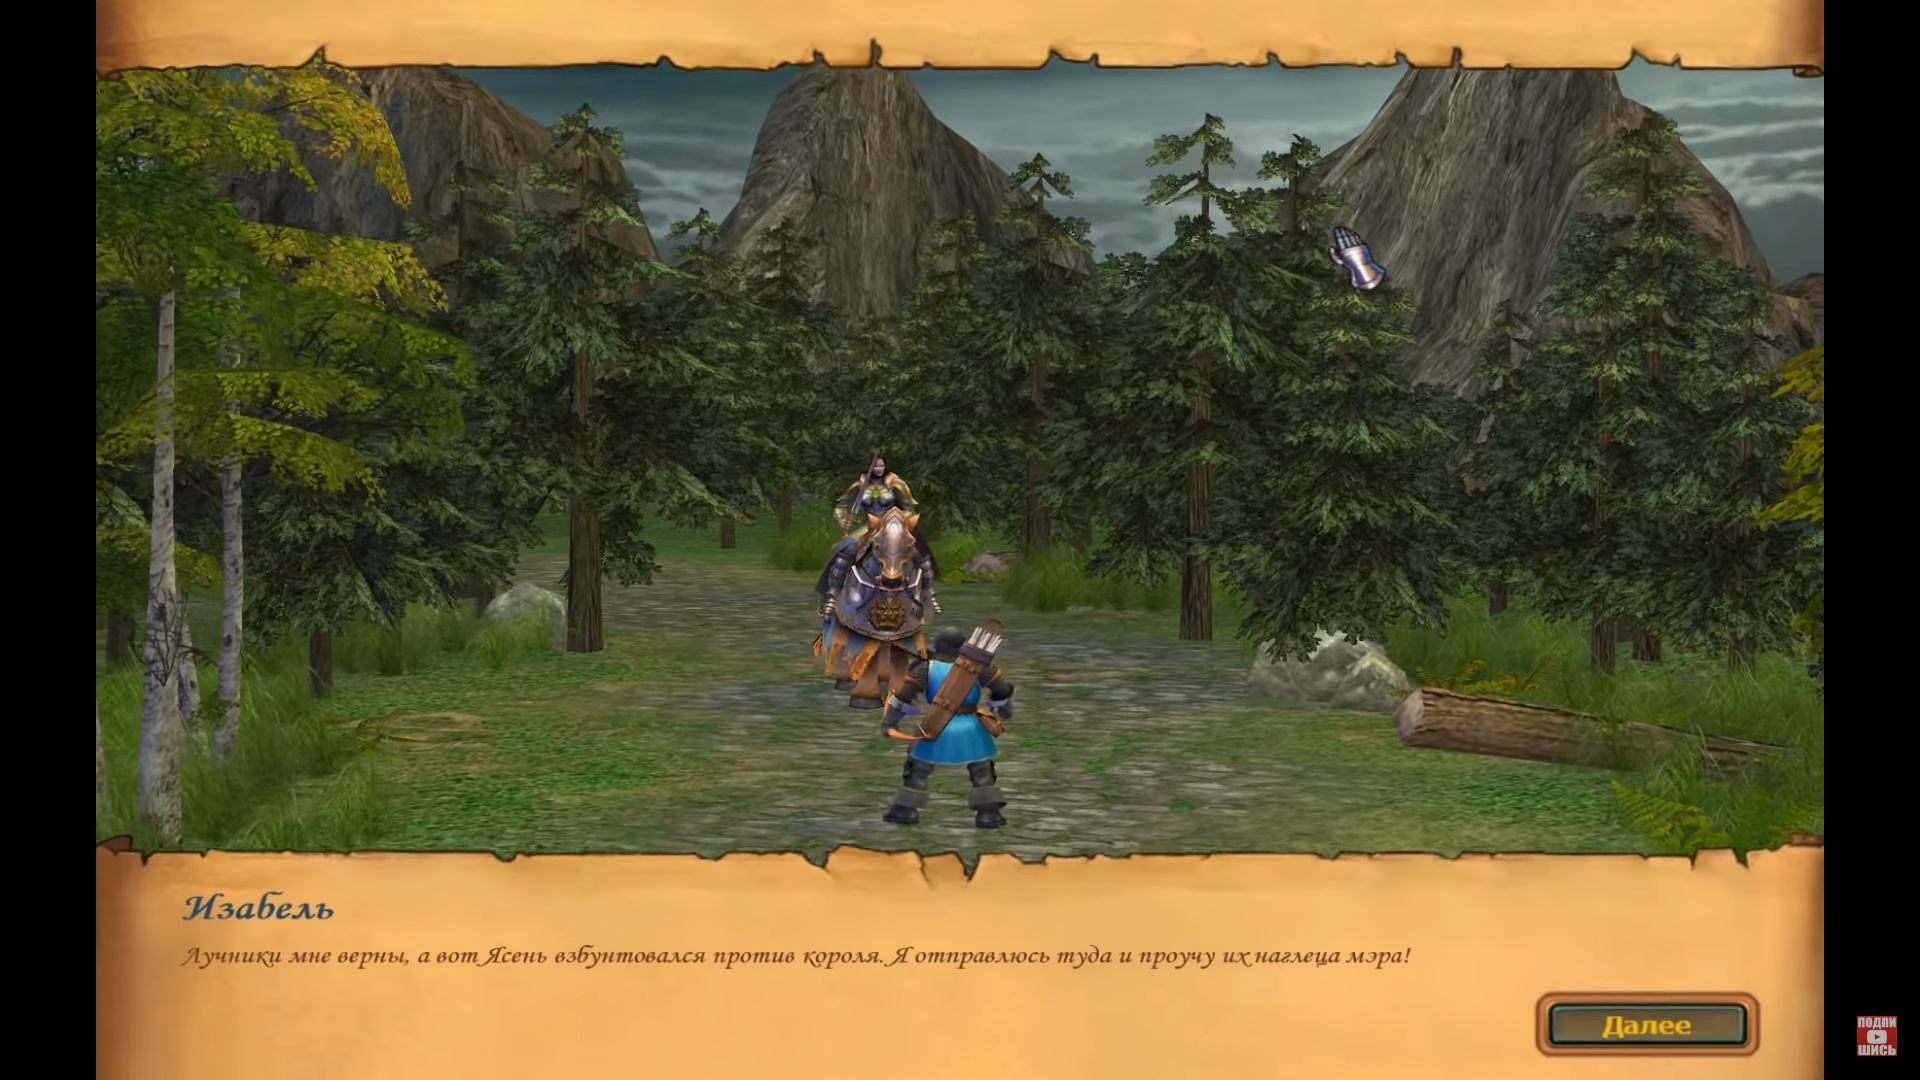 Изабель
Лучники мне верны, а вот Ясень взбунтовался против короля. Я отправлюсь туда и проучу их наглеца мэра!
Далее
ПОДПИ
ШИСЬ